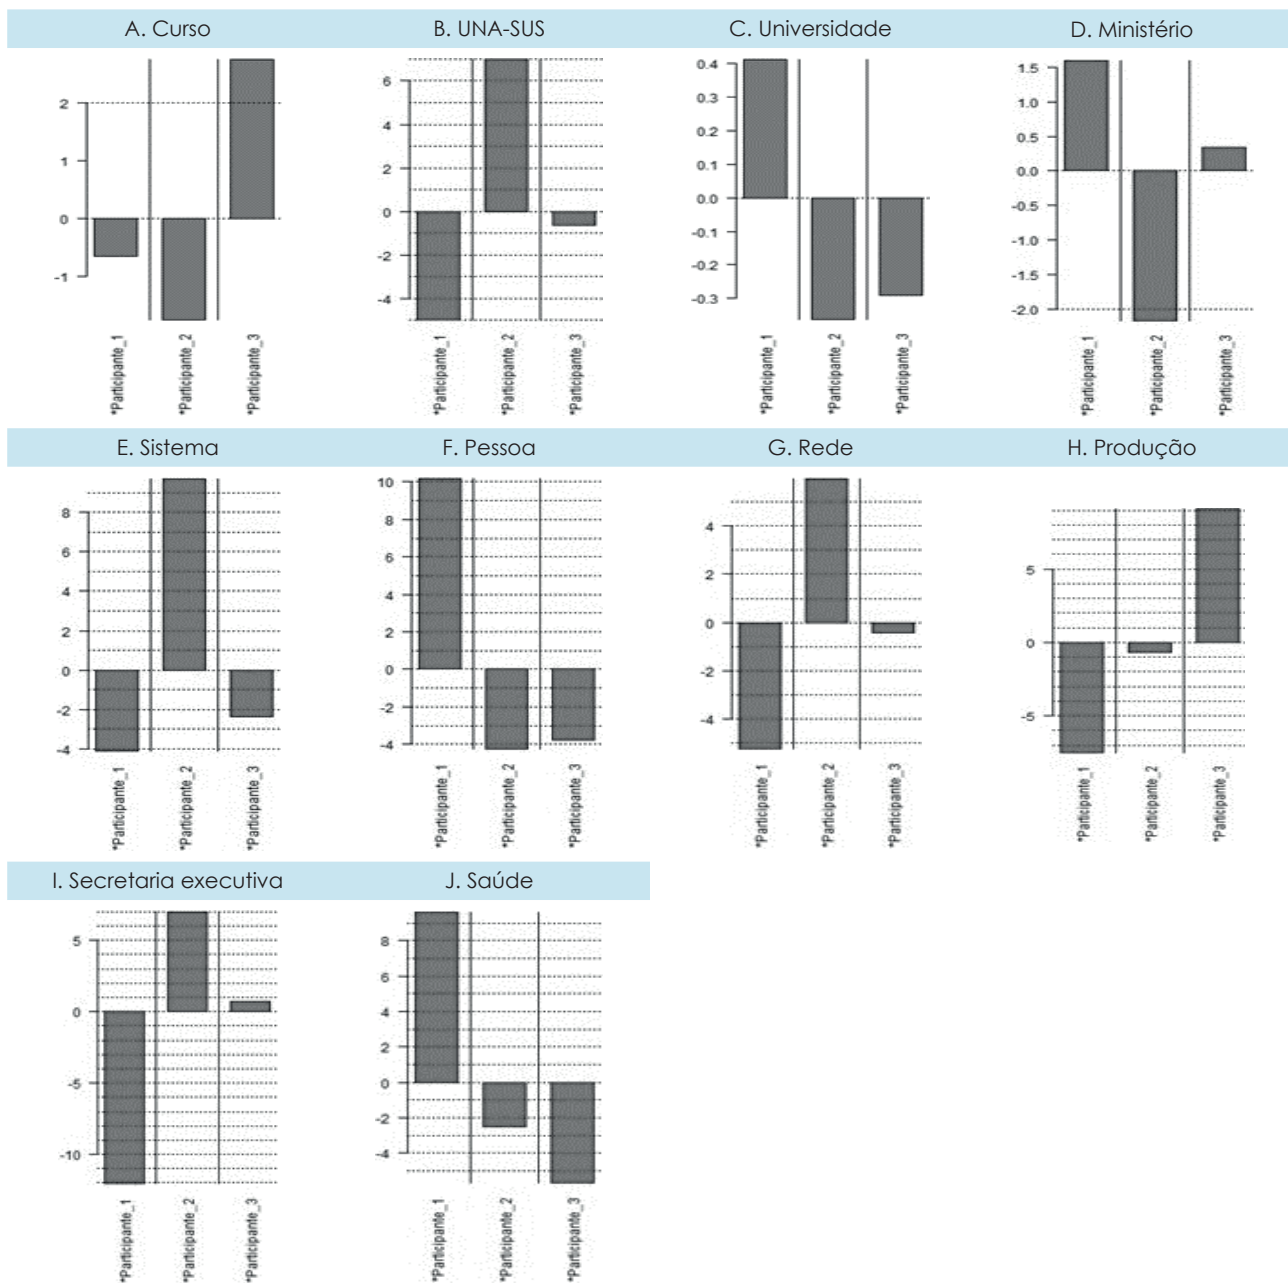 A. Curso
B. UNA-SUS
C. Universidade
D. Ministério
2
1
0
-1
*Participante_1
*Participante_2
*Participante_3
6
4
2
0
-2
-4
*Participante_1
*Participante_2
*Participante_3
0.4
0.3
0.2
0.1
0.0
-0.1
-0.2
-0.3
*Participante_1
*Participante_2
*Participante_3
1.5
1.0
0.5
0.0
-0.5
-1.0
-1.5
-2.0
*Participante_1
*Participante_2
*Participante_3
E. Sistema
F. Pessoa
G. Rede
H. Produção
8
6
4
2
0
-2
-4
*Participante_1
*Participante_2
*Participante_3
10
8
6
4
2
0
-2
-4
*Participante_1
*Participante_2
*Participante_3
4
2
0
-2
-4
*Participante_1
*Participante_2
*Participante_3
5
0
-5
*Participante_1
*Participante_2
*Participante_3
I. Secretaria executiva
J. Saúde
5
0
-5
-10
*Participante_1
*Participante_2
*Participante_3
8
6
4
2
0
-2
-4
*Participante_1
*Participante_2
*Participante_3